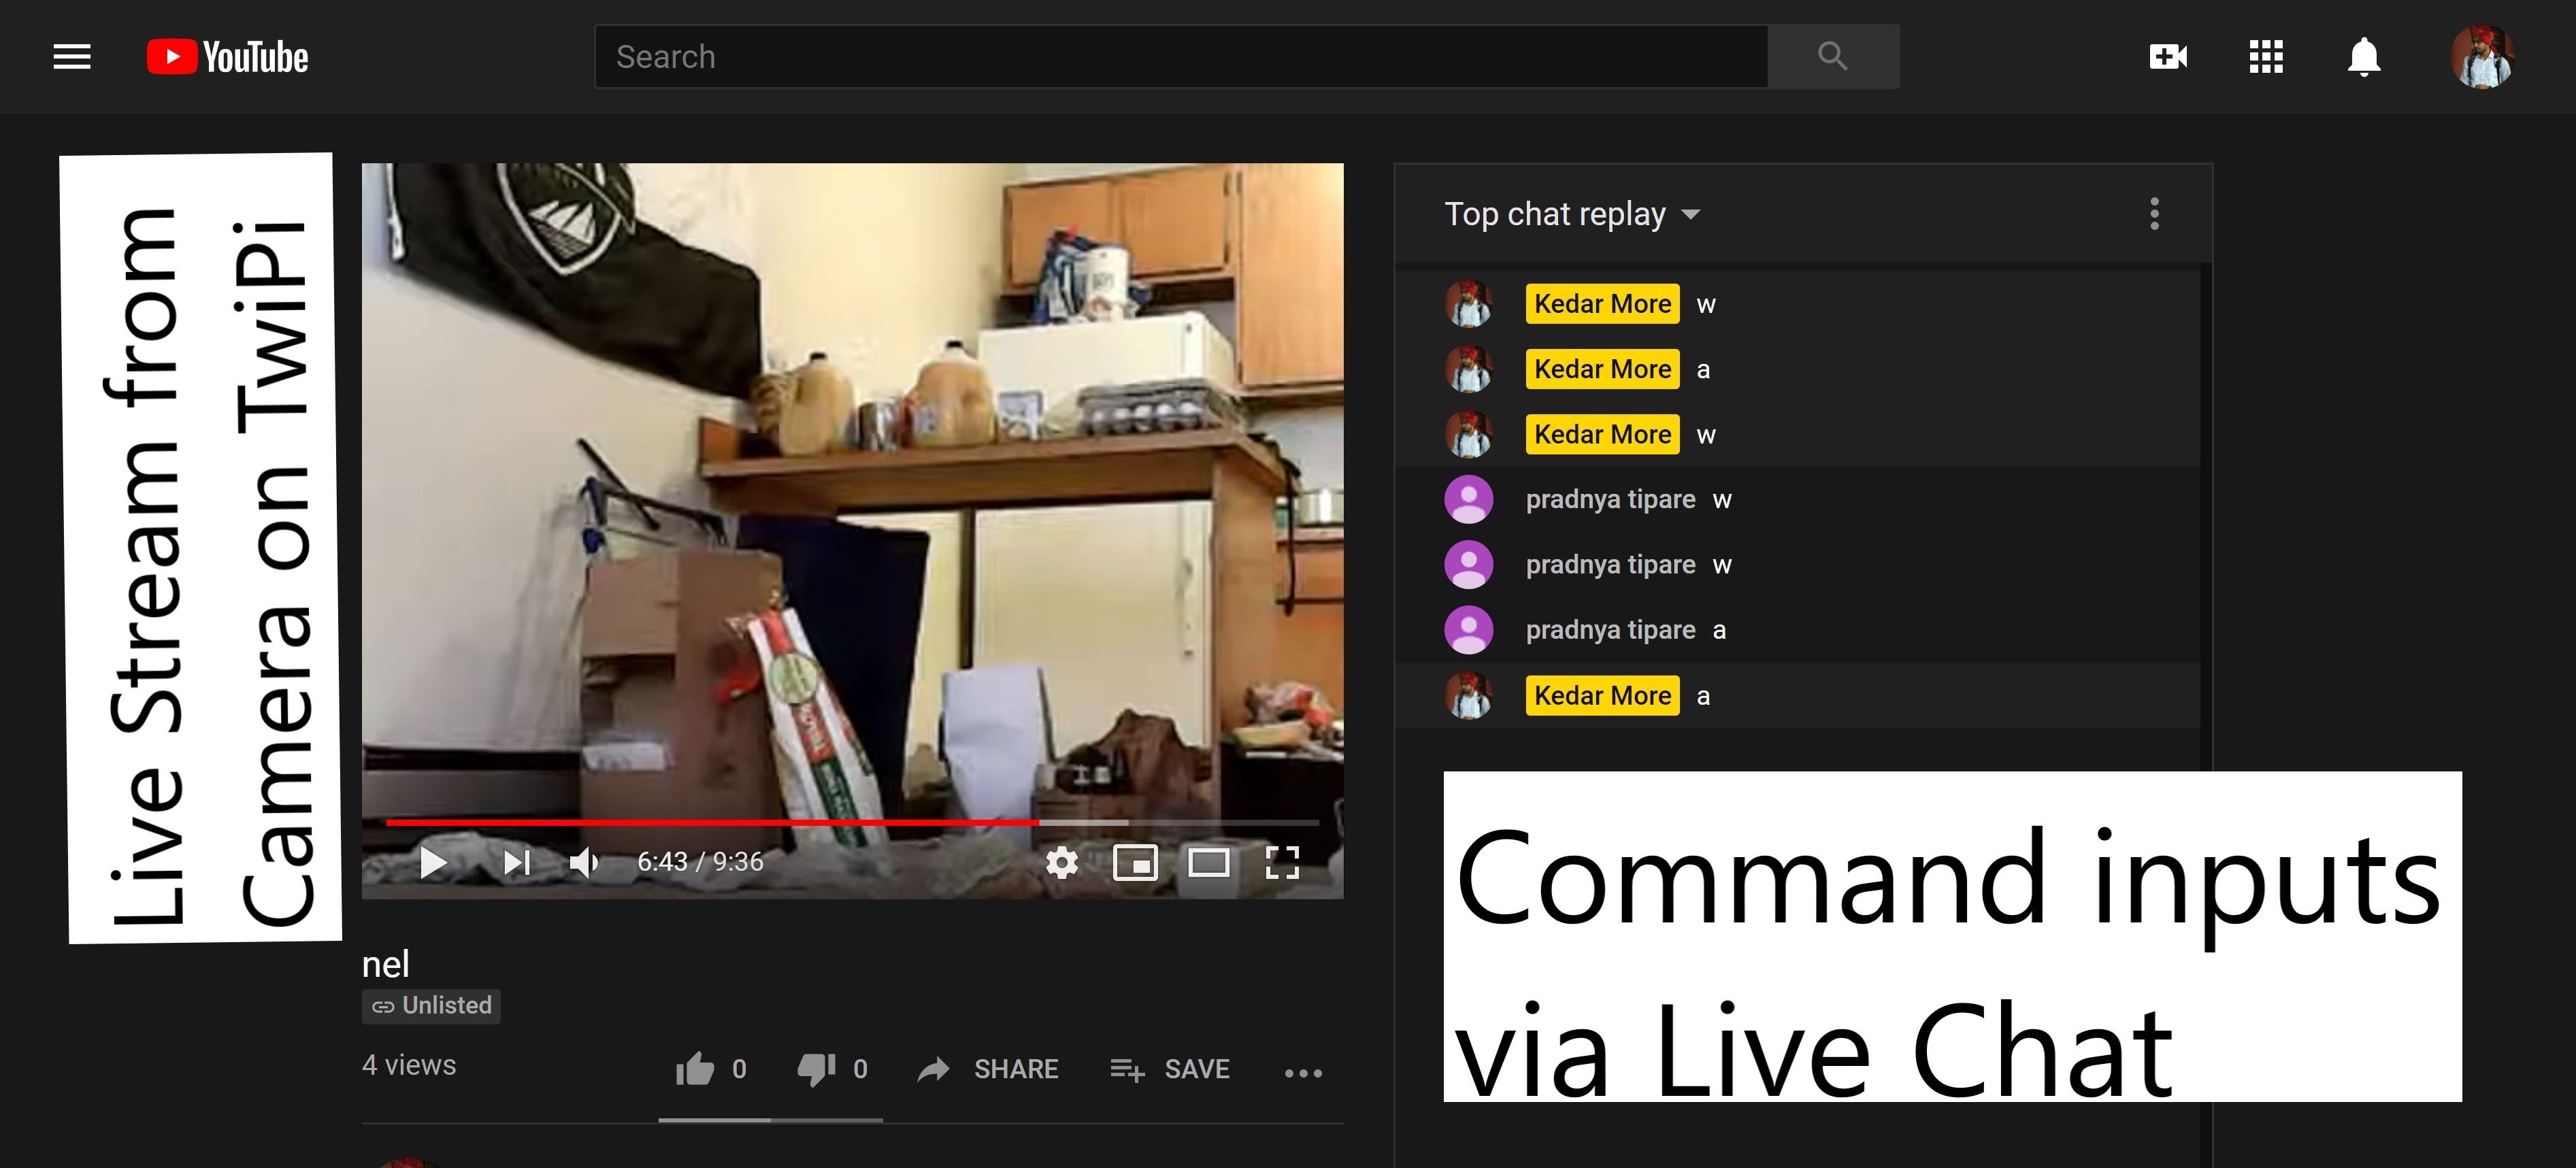 YouTube
Search
Live Stream from
Camera on TwiPi
Top chat replay
Kedar More w
Kedar More a
Kedar More w
pradnya tipare w
pradnya tipare w
pradnya tipare a
Kedar More a
6:43 / 9:36
Command inputs
via Live Chat
nel
Unlisted
4 views
0
0
SHARE
SAVE